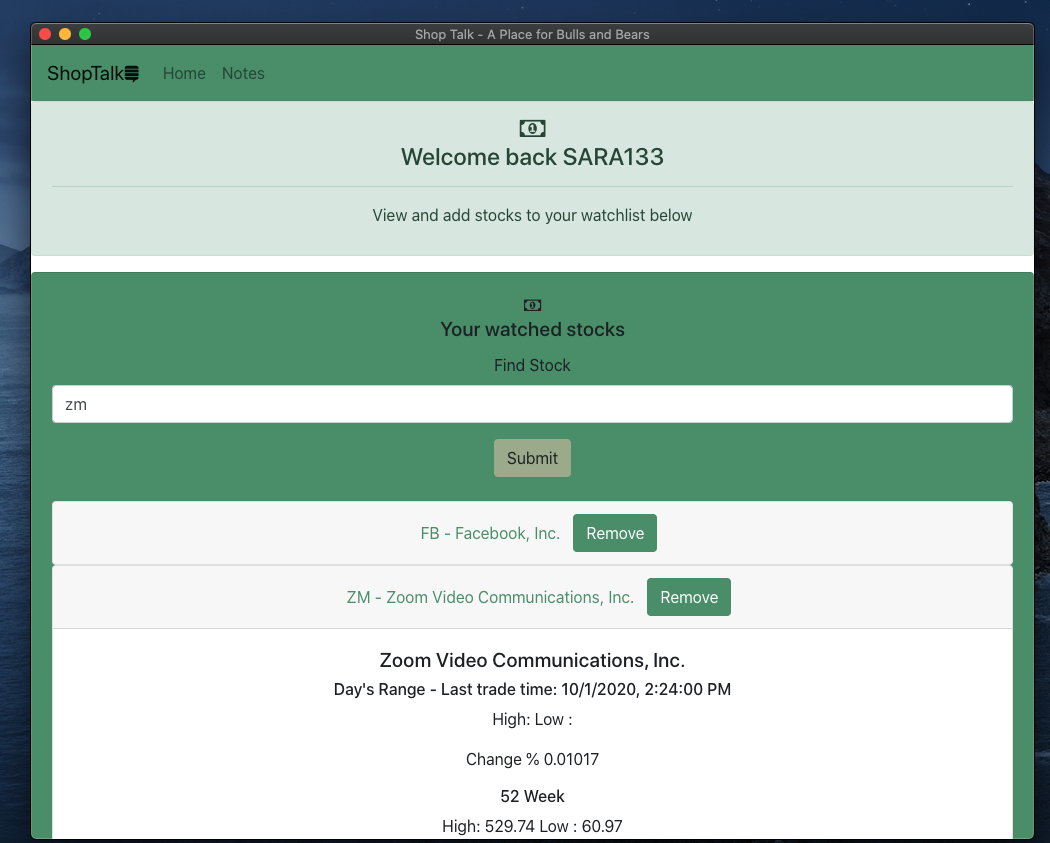 Shop Talk - A Place for Bulls and Bears
ShopTalk Home Notes
Welcome back SARA133
View and add stocks to your watchlist below
Your watched stocks
Find Stock
zm
Submit
FB - Facebook, Inc. Remove
ZM - Zoom Video Communications, Inc. Remove
Zoom Video Communications, Inc.
Day's Range - Last trade time: 10/1/2020, 2:24:00 PM
High: Low :
Change % 0.01017
52 Week
High: 529.74 Low : 60.97